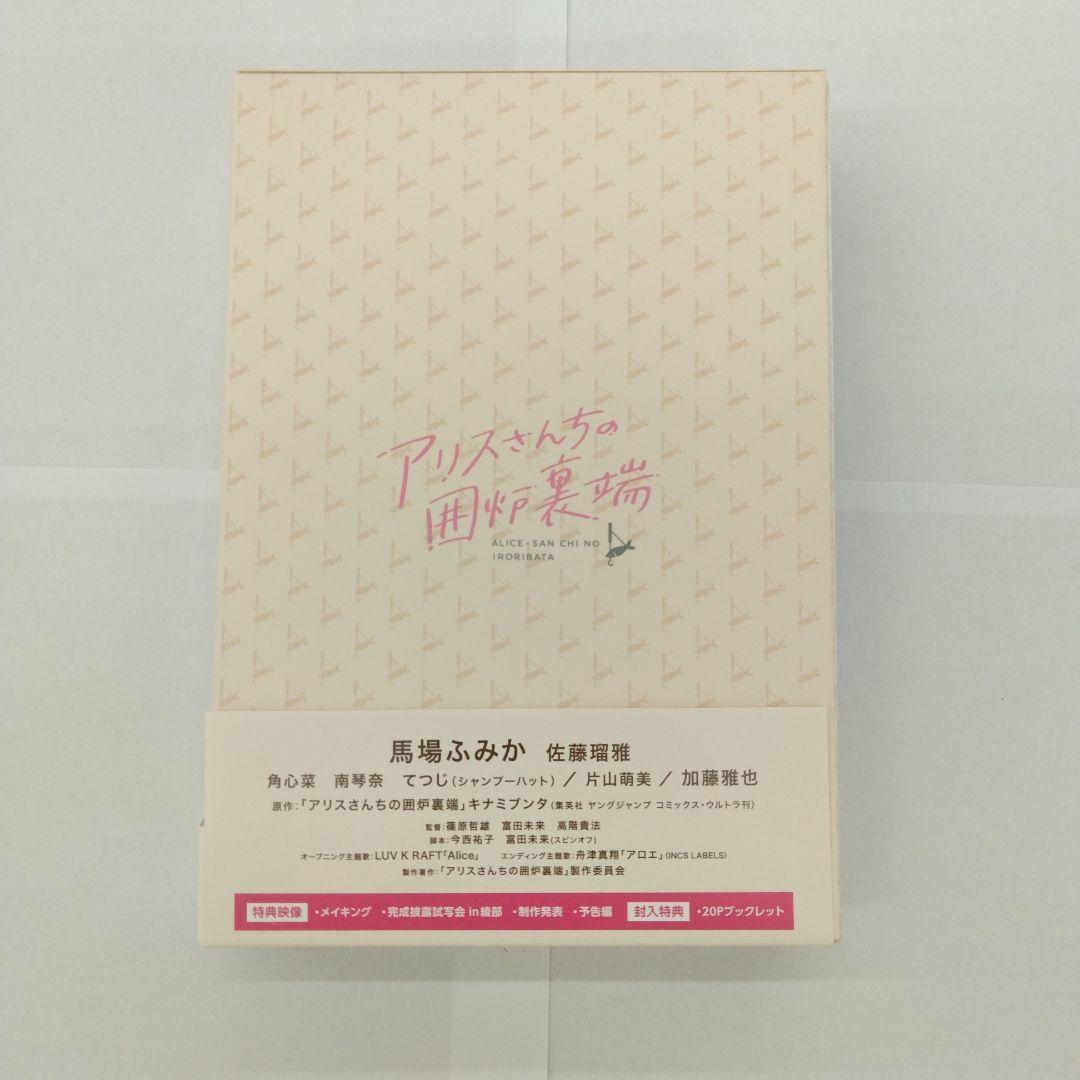 アリスさんちの
囲炉裏端
ALICE・SAN CHI NO
IRORIBATA
馬場ふみか 佐藤瑠雅
角心菜 南琴奈 てつじ(シャンプーハット) / 片山萌美 / 加藤雅也
原作:「アリスさんちの囲炉裏端」キナミブンタ(集英社 ヤングジャンプ コミックス・ウルトラ刊)
監督:篠原哲雄 富田未来 高階貴法
脚本:今西祐子 富田未来(スピンオフ)
オープニング主題歌:LUV K RAFT「Alice」 エンディング主題歌:舟津真翔「アロエ」(INCS LABELS)
製作著作:「アリスさんちの囲炉裏端」製作委員会
特典映像 ・メイキング ・完成披露試写会 in 綾部 ・制作発表 ・予告編 封入特典 ・20Pブックレット